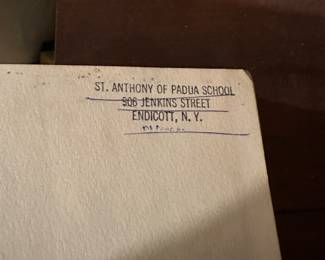 ST. ANTHONY OF PADUA SCHOOL
906 JENKINS STREET
ENDICOTT, N. Y.